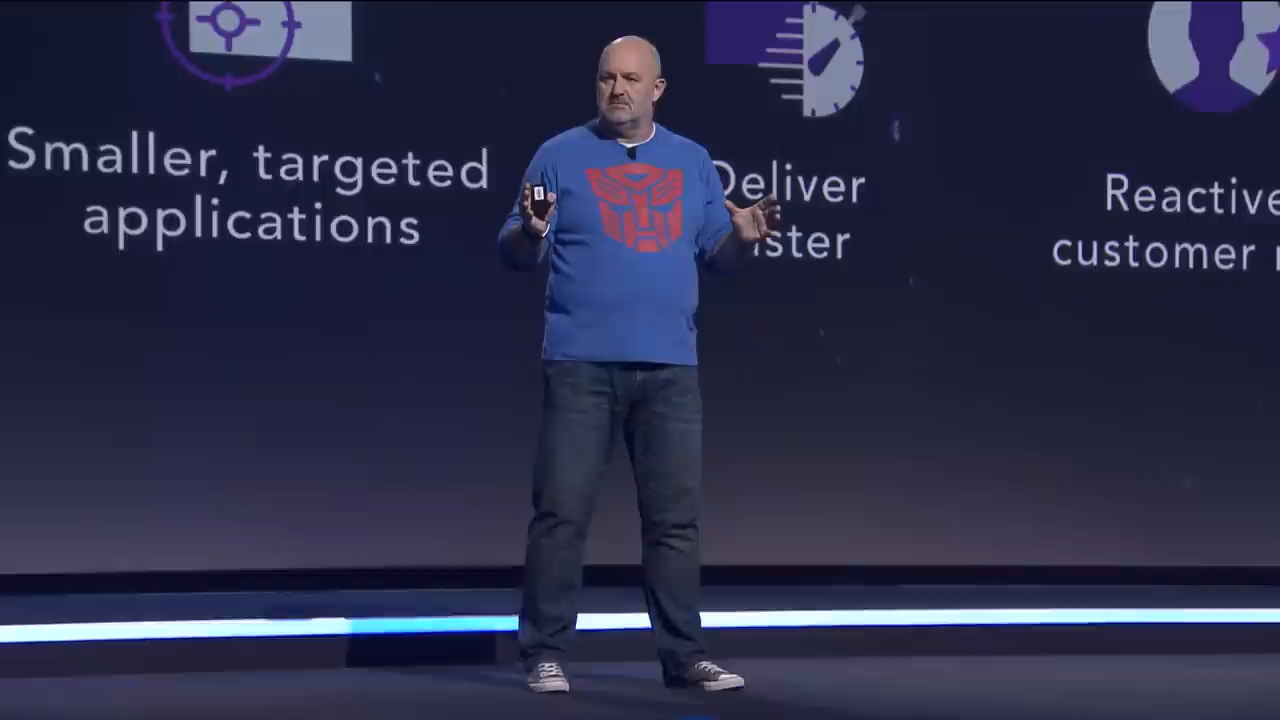 Smaller, targeted
applications
Deliver
Reactive
customer